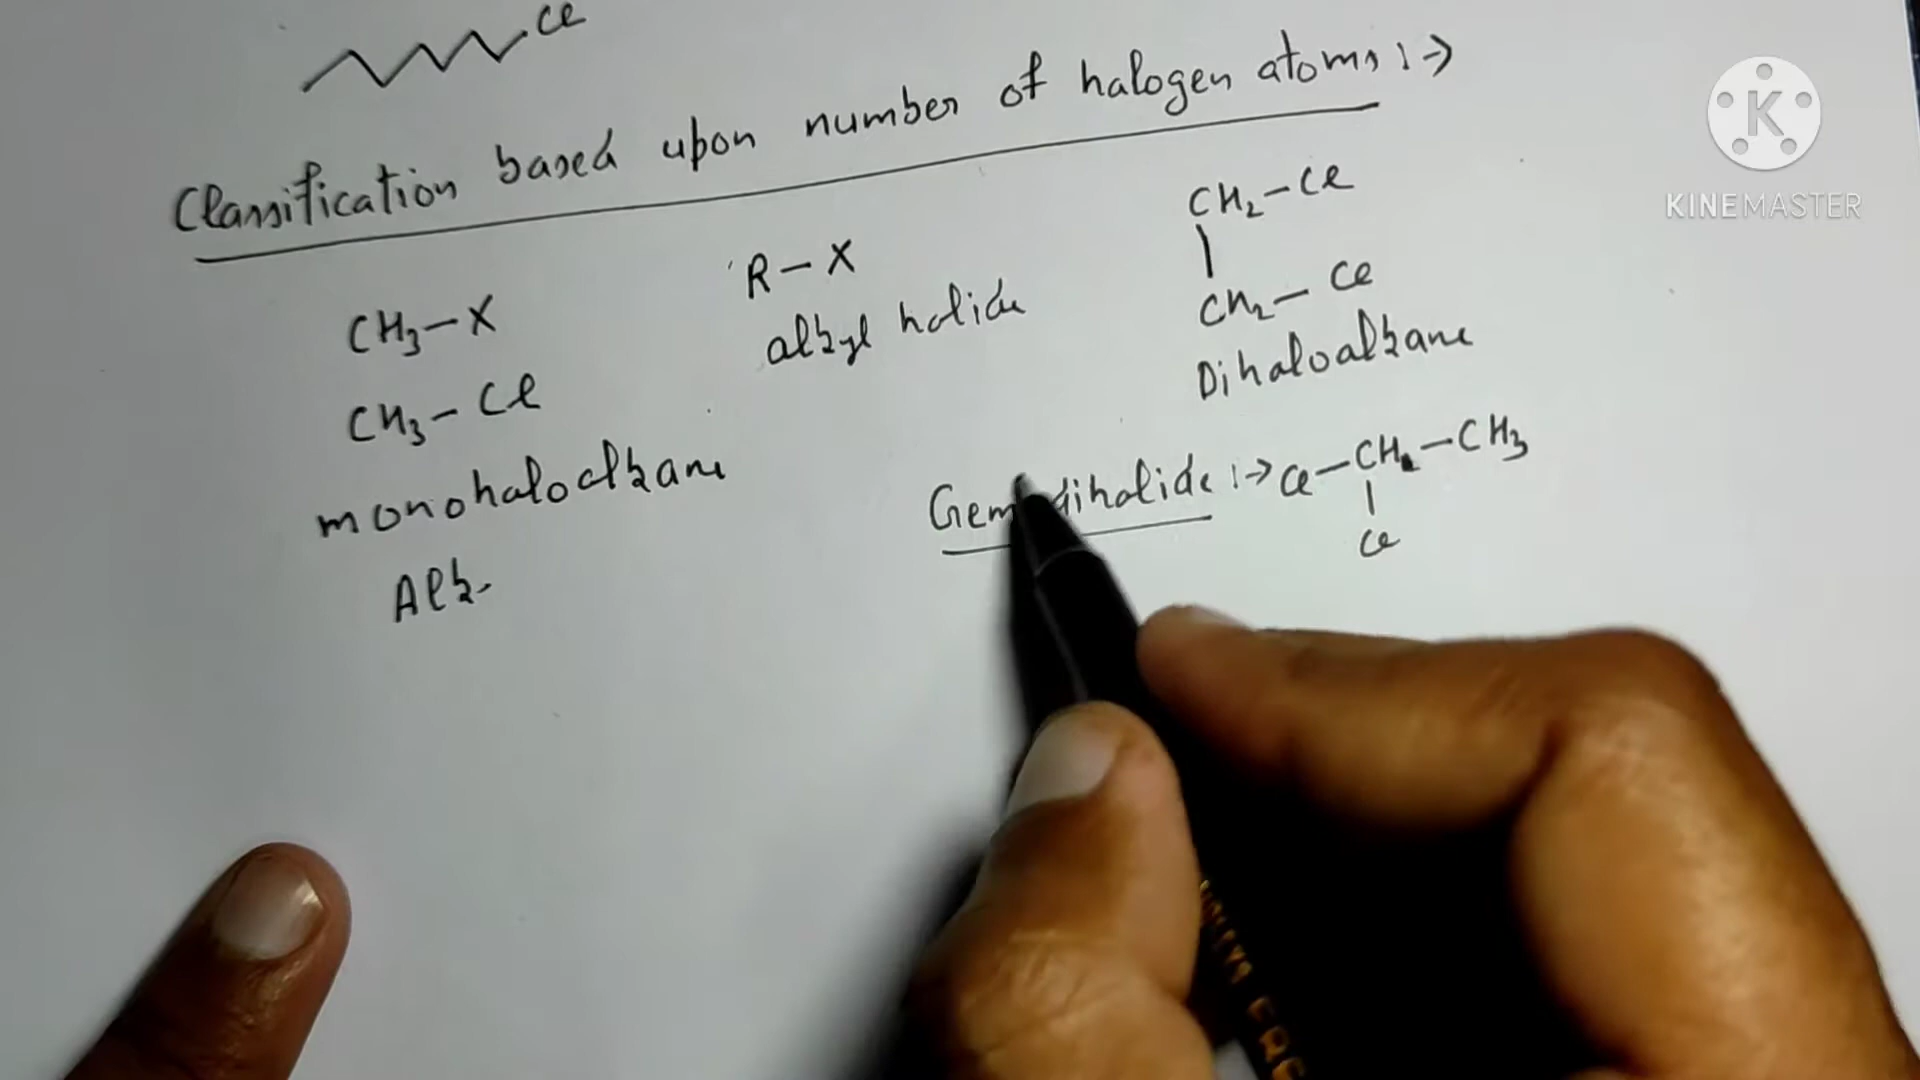 Cl
Classification based upon number of halogen atoms :→
CH3–X
CH3–Cl
monohaloalkane
Alk-
R–X
alkyl halide
CH2–Cl
|
CH2–Cl
Dihaloalkane
Gem dihalide :→ Cl–CH–CH3
|
Cl
K
KINEMASTER